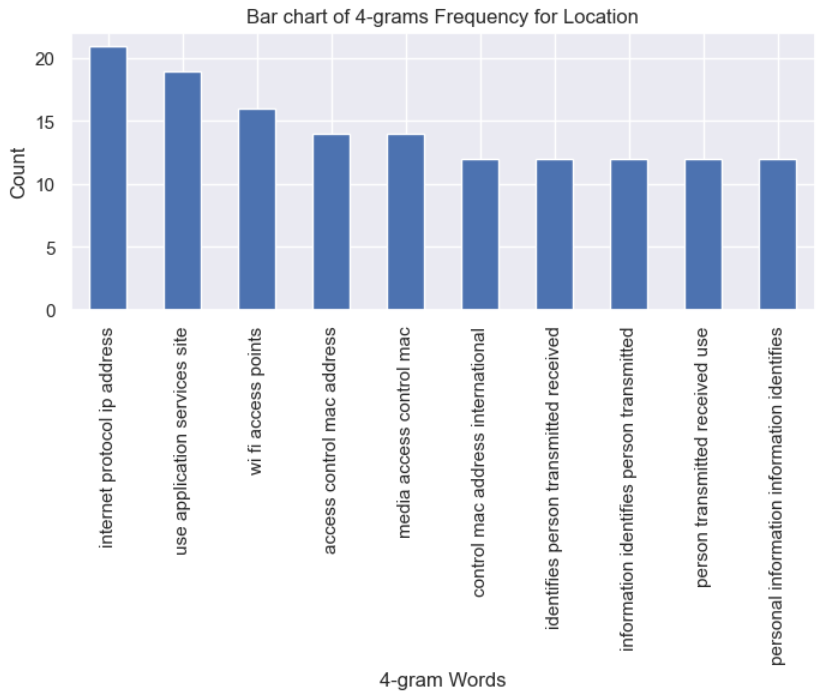 Bar chart of 4-grams Frequency for Location
Count
20
15
10
5
0
internet protocol ip address
use application services site
wi fi access points
access control mac address
media access control mac
control mac address international
identifies person transmitted received
information identifies person transmitted
person transmitted received use
personal information information identifies
4-gram Words